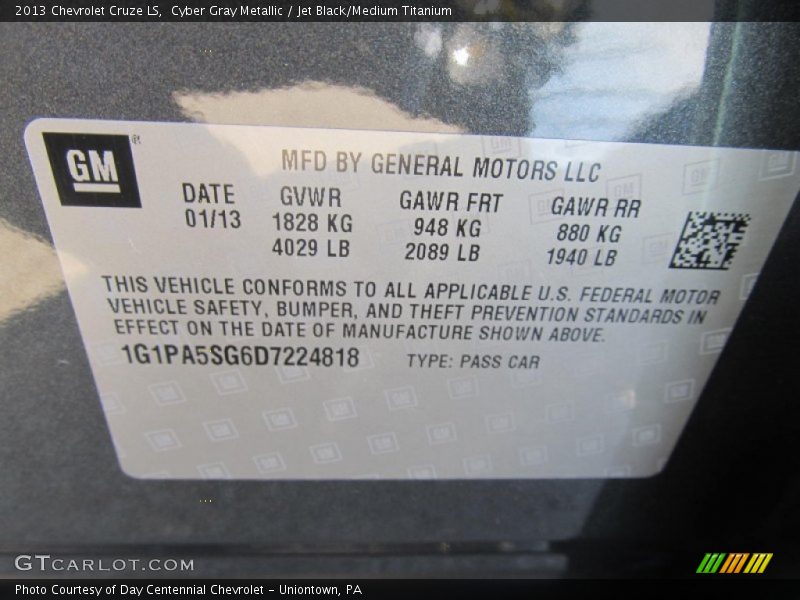 2013 Chevrolet Cruze LS,  Cyber Gray Metallic / Jet Black/Medium Titanium
GM
MFD BY GENERAL MOTORS LLC
DATE GVWR GAWR FRT GAWR RR
01/13 1828 KG 948 KG 880 KG
4029 LB 2089 LB 1940 LB
THIS VEHICLE CONFORMS TO ALL APPLICABLE U.S. FEDERAL MOTOR
VEHICLE SAFETY, BUMPER, AND THEFT PREVENTION STANDARDS IN
EFFECT ON THE DATE OF MANUFACTURE SHOWN ABOVE.
1G1PA5SG6D7224818 TYPE: PASS CAR
GTCARLOT.COM
Photo Courtesy of Day Centennial Chevrolet - Uniontown, PA